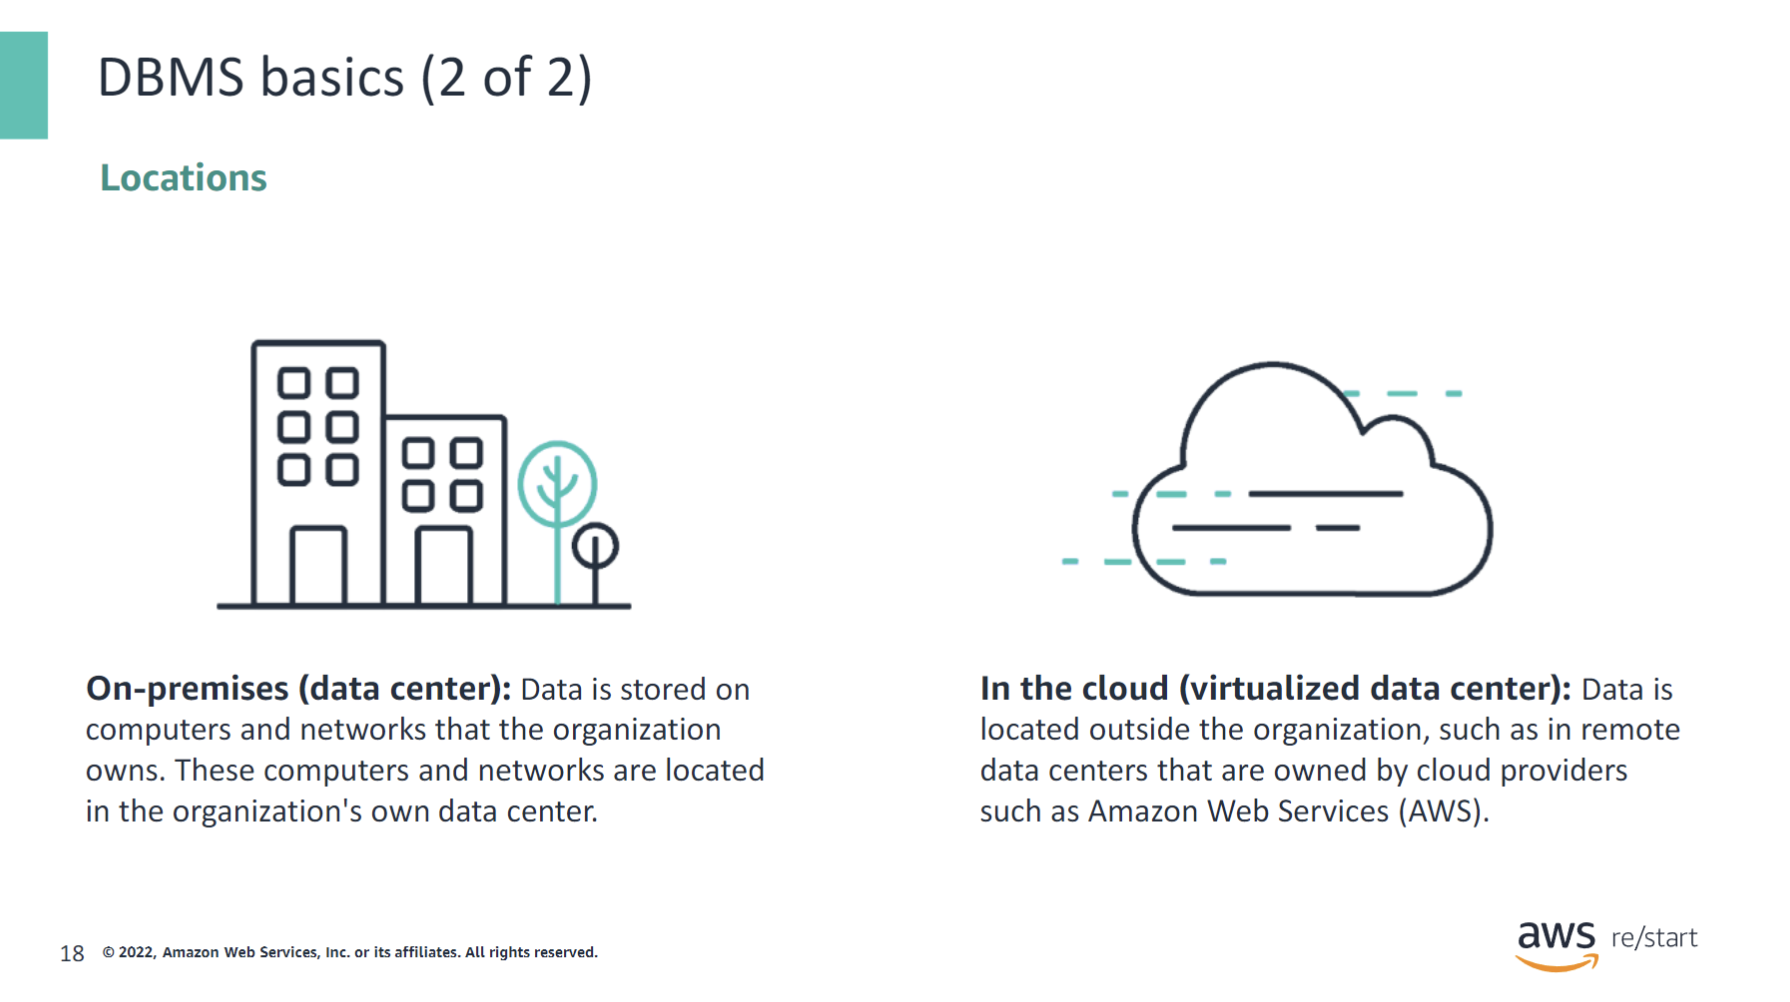 DBMS basics (2 of 2)
Locations
On-premises (data center): Data is stored on
computers and networks that the organization
owns. These computers and networks are located
in the organization's own data center.
In the cloud (virtualized data center): Data is
located outside the organization, such as in remote
data centers that are owned by cloud providers
such as Amazon Web Services (AWS).
18 © 2022, Amazon Web Services, Inc. or its affiliates. All rights reserved.
aws re/start